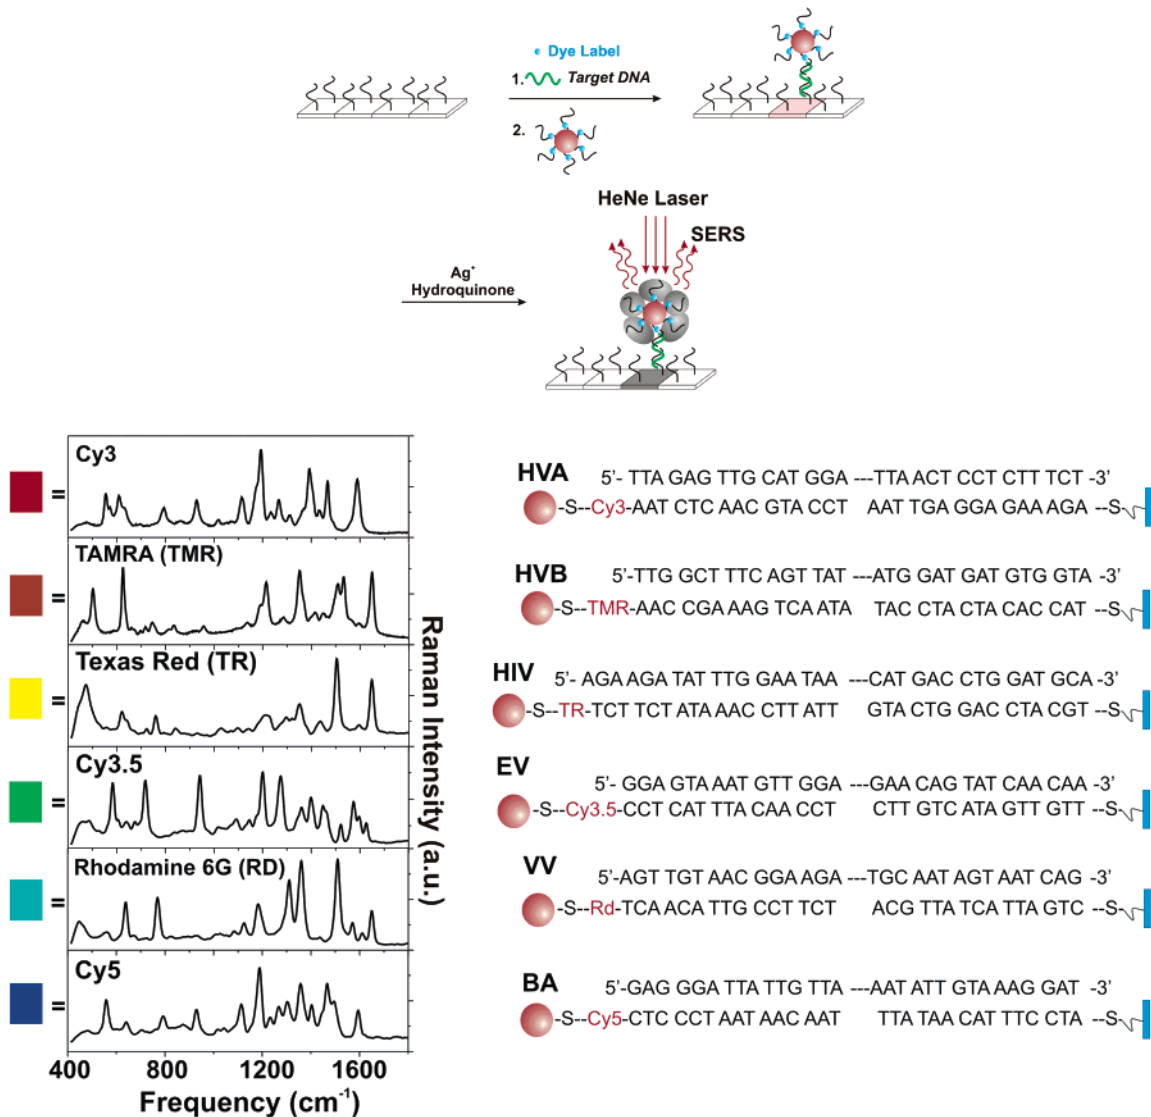 Dye Label
1. Target DNA
2.
HeNe Laser
SERS
Ag+
Hydroquinone
Cy3
=
TAMRA (TMR)
=
Texas Red (TR)
=
Cy3.5
=
Rhodamine 6G (RD)
=
Cy5
=
400 800 1200 1600
Frequency (cm-1)
Raman Intensity (a.u.)
HVA
5'- TTA GAG TTG CAT GGA ---TTA ACT CCT CTT TCT -3'
-S--Cy3-AAT CTC AAC GTA CCT AAT TGA GGA GAA AGA --S
HVB
5'-TTG GCT TTC AGT TAT ---ATG GAT GAT GTG GTA -3'
-S--TMR-AAC CGA AAG TCA ATA TAC CTA CTA CAC CAT --S
HIV
5'- AGA AGA TAT TTG GAA TAA ---CAT GAC CTG GAT GCA -3'
-S--TR-TCT TCT ATA AAC CTT ATT GTA CTG GAC CTA CGT --S
EV
5'- GGA GTA AAT GTT GGA ---GAA CAG TAT CAA CAA -3'
-S--Cy3.5-CCT CAT TTA CAA CCT CTT GTC ATA GTT GTT --S
VV
5'-AGT TGT AAC GGA AGA ---TGC AAT AGT AAT CAG -3'
-S--Rd-TCA ACA TTG CCT TCT ACG TTA TCA TTA GTC --S
BA
5'-GAG GGA TTA TTG TTA ---AAT ATT GTA AAG GAT -3'
-S--Cy5-CTC CCT AAT AAC AAT TTA TAA CAT TTC CTA --S